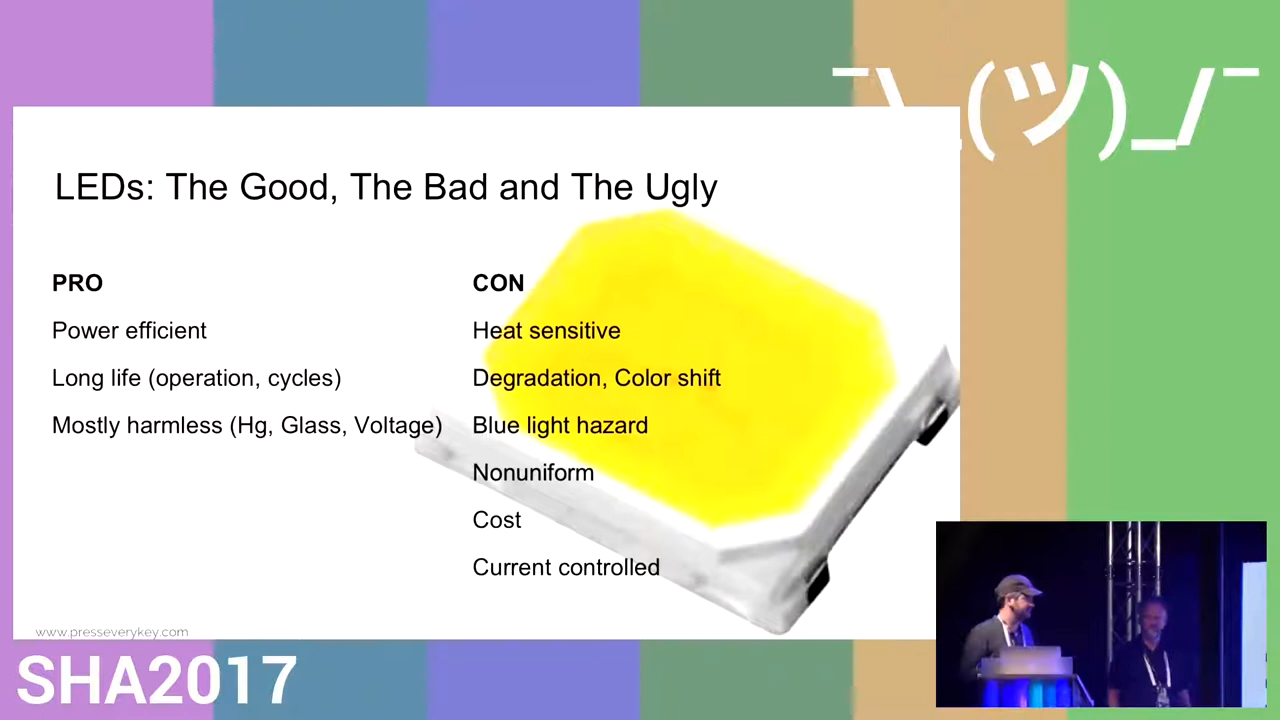 ¯\_(ツ)_/¯
LEDs: The Good, The Bad and The Ugly
PRO
Power efficient
Long life (operation, cycles)
Mostly harmless (Hg, Glass, Voltage)
CON
Heat sensitive
Degradation, Color shift
Blue light hazard
Nonuniform
Cost
Current controlled
www.presseverykey.com
SHA2017